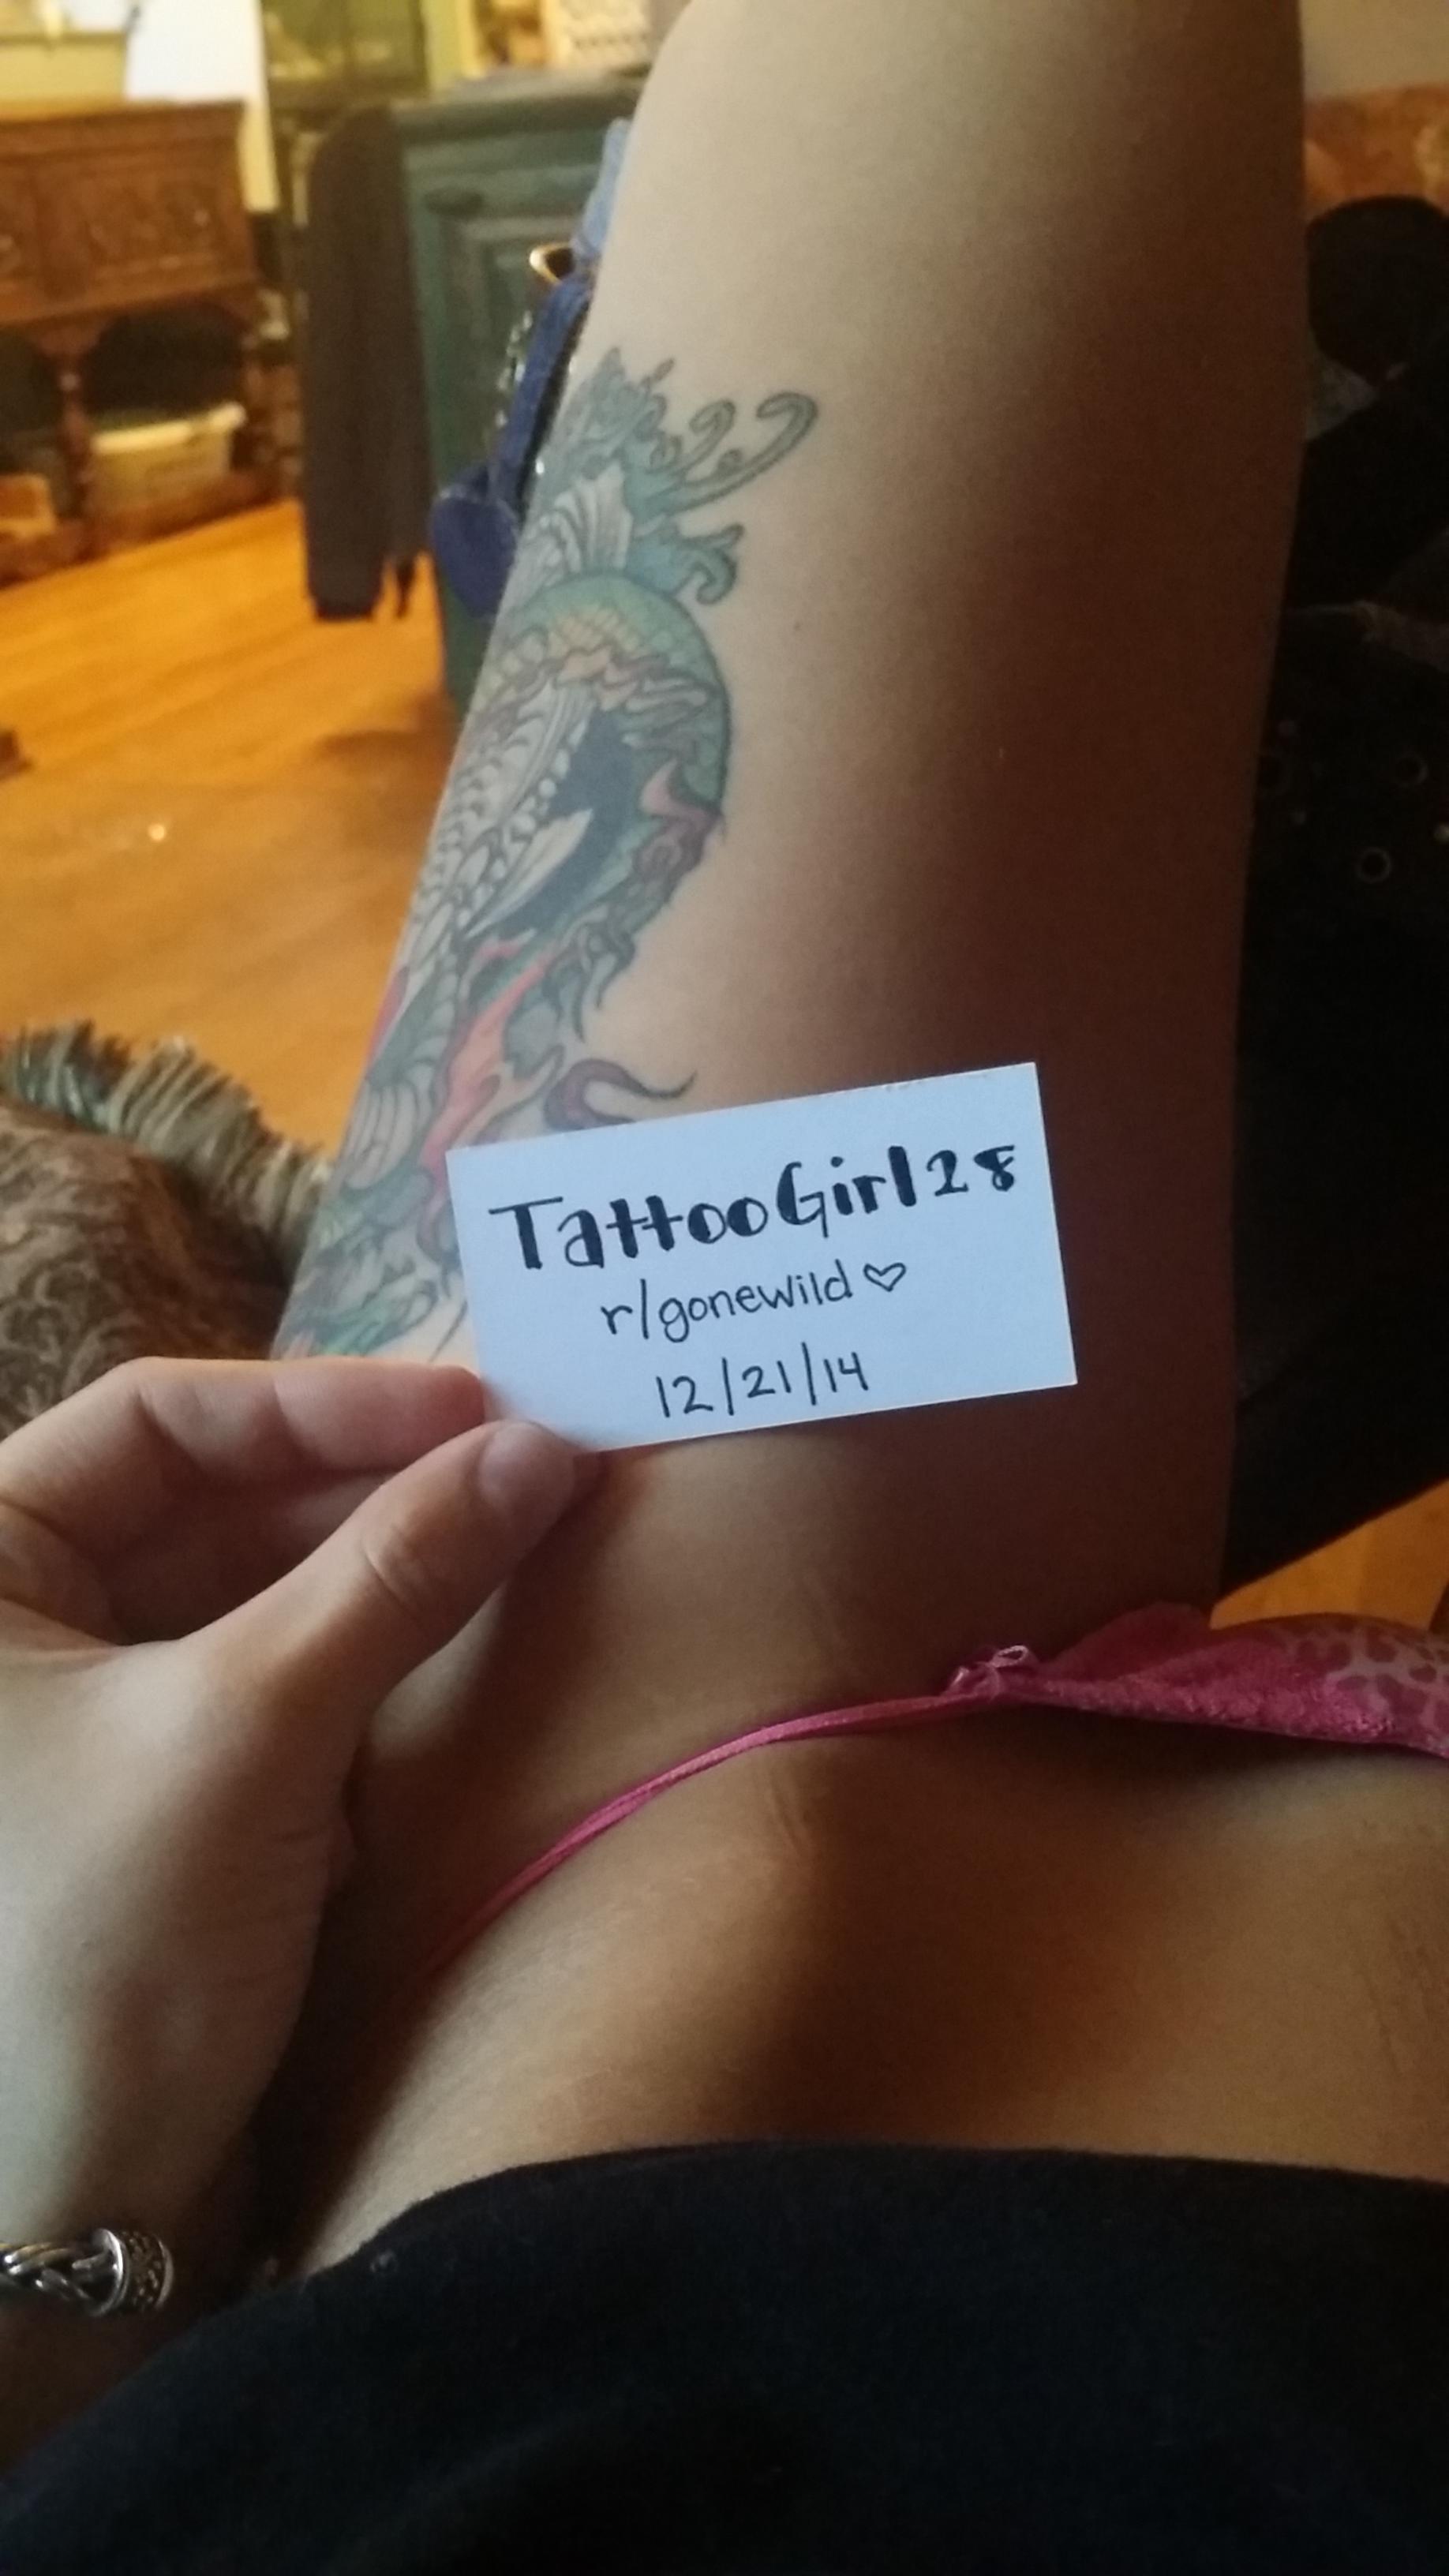 TattooGirl28
r/gonewild ♡
12/21/14